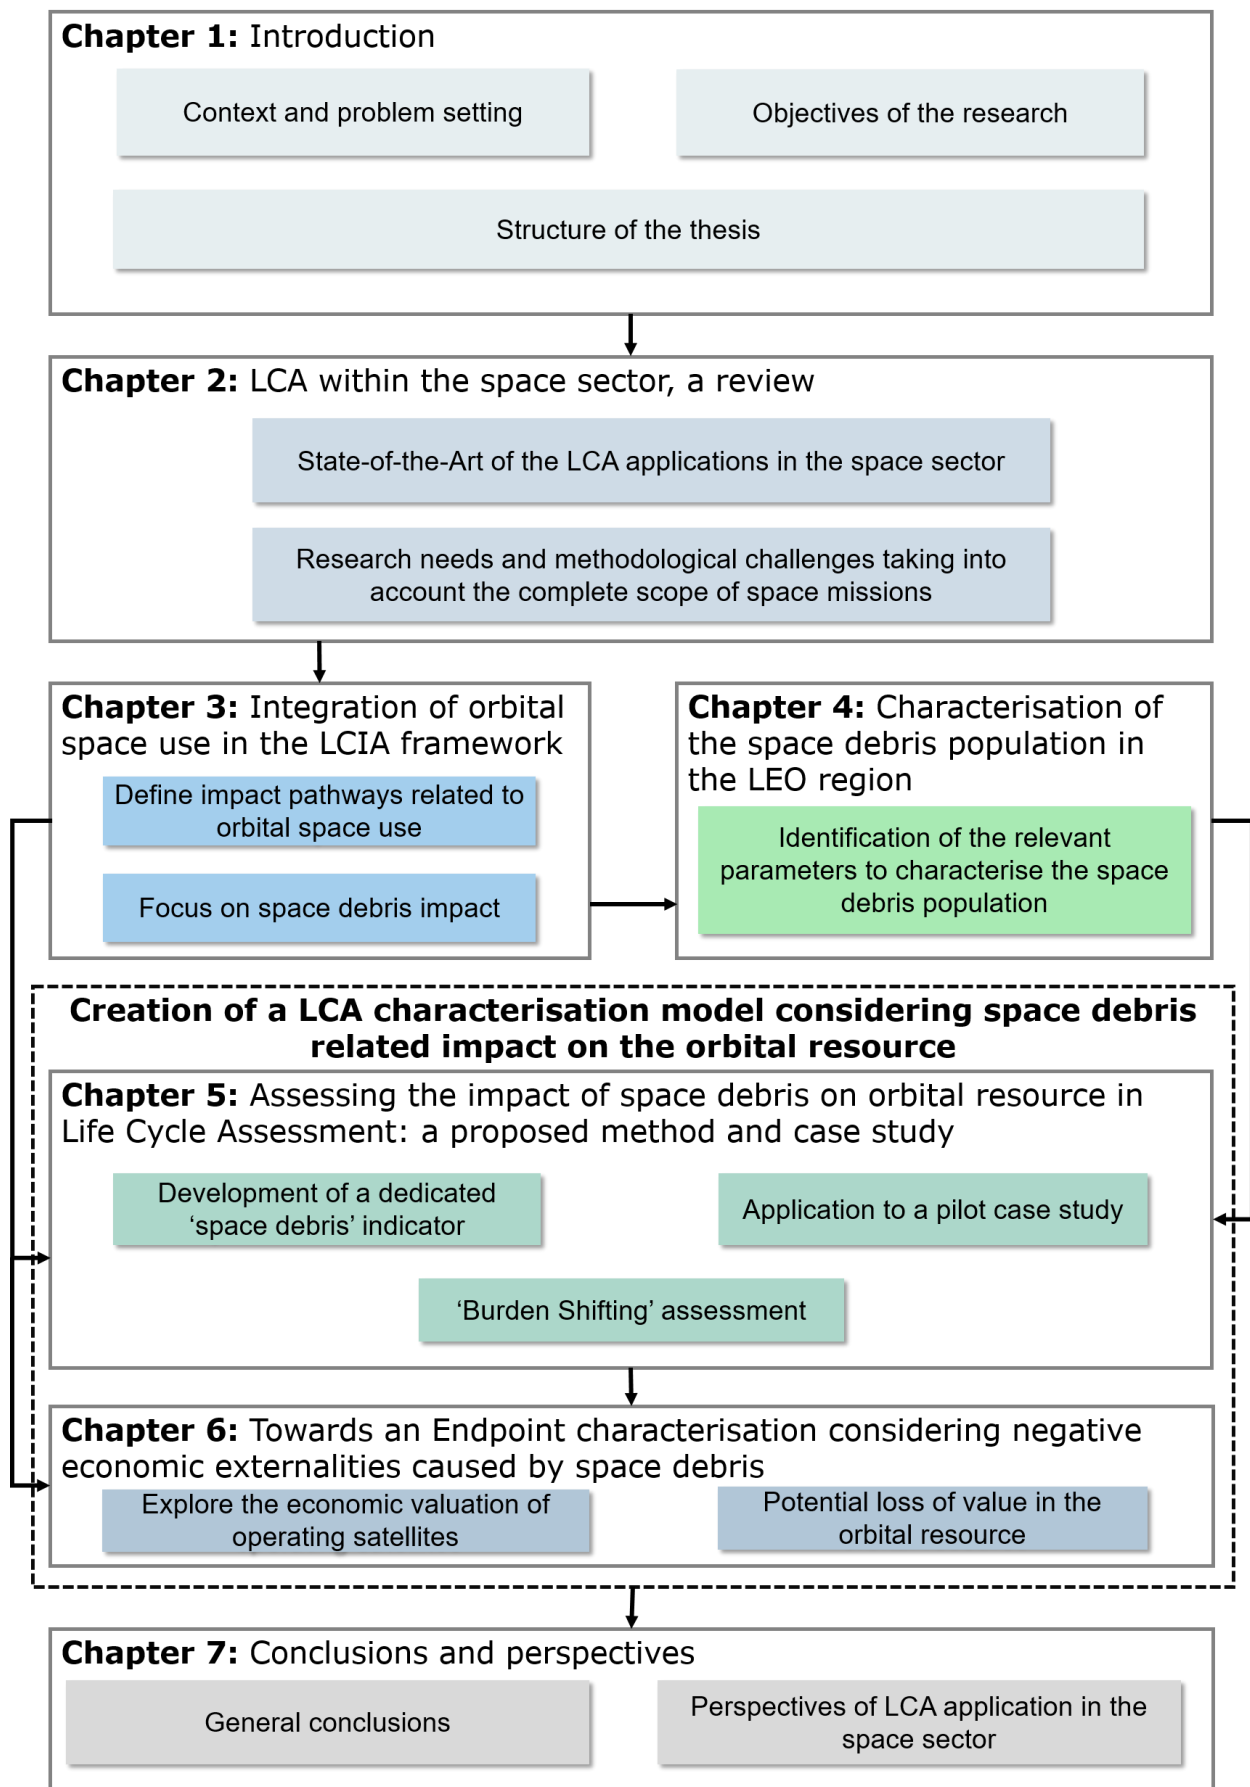 Chapter 1: Introduction
Context and problem setting
Objectives of the research
Structure of the thesis
Chapter 2: LCA within the space sector, a review
State-of-the-Art of the LCA applications in the space sector
Research needs and methodological challenges taking into
account the complete scope of space missions
Chapter 3: Integration of orbital
space use in the LCIA framework
Define impact pathways related to
orbital space use
Focus on space debris impact
Chapter 4: Characterisation of
the space debris population in
the LEO region
Identification of the relevant
parameters to characterise the space
debris population
Creation of a LCA characterisation model considering space debris
related impact on the orbital resource
Chapter 5: Assessing the impact of space debris on orbital resource in
Life Cycle Assessment: a proposed method and case study
Development of a dedicated
‘space debris’ indicator
Application to a pilot case study
‘Burden Shifting’ assessment
Chapter 6: Towards an Endpoint characterisation considering negative
economic externalities caused by space debris
Explore the economic valuation of
operating satellites
Potential loss of value in the
orbital resource
Chapter 7: Conclusions and perspectives
General conclusions
Perspectives of LCA application in the
space sector